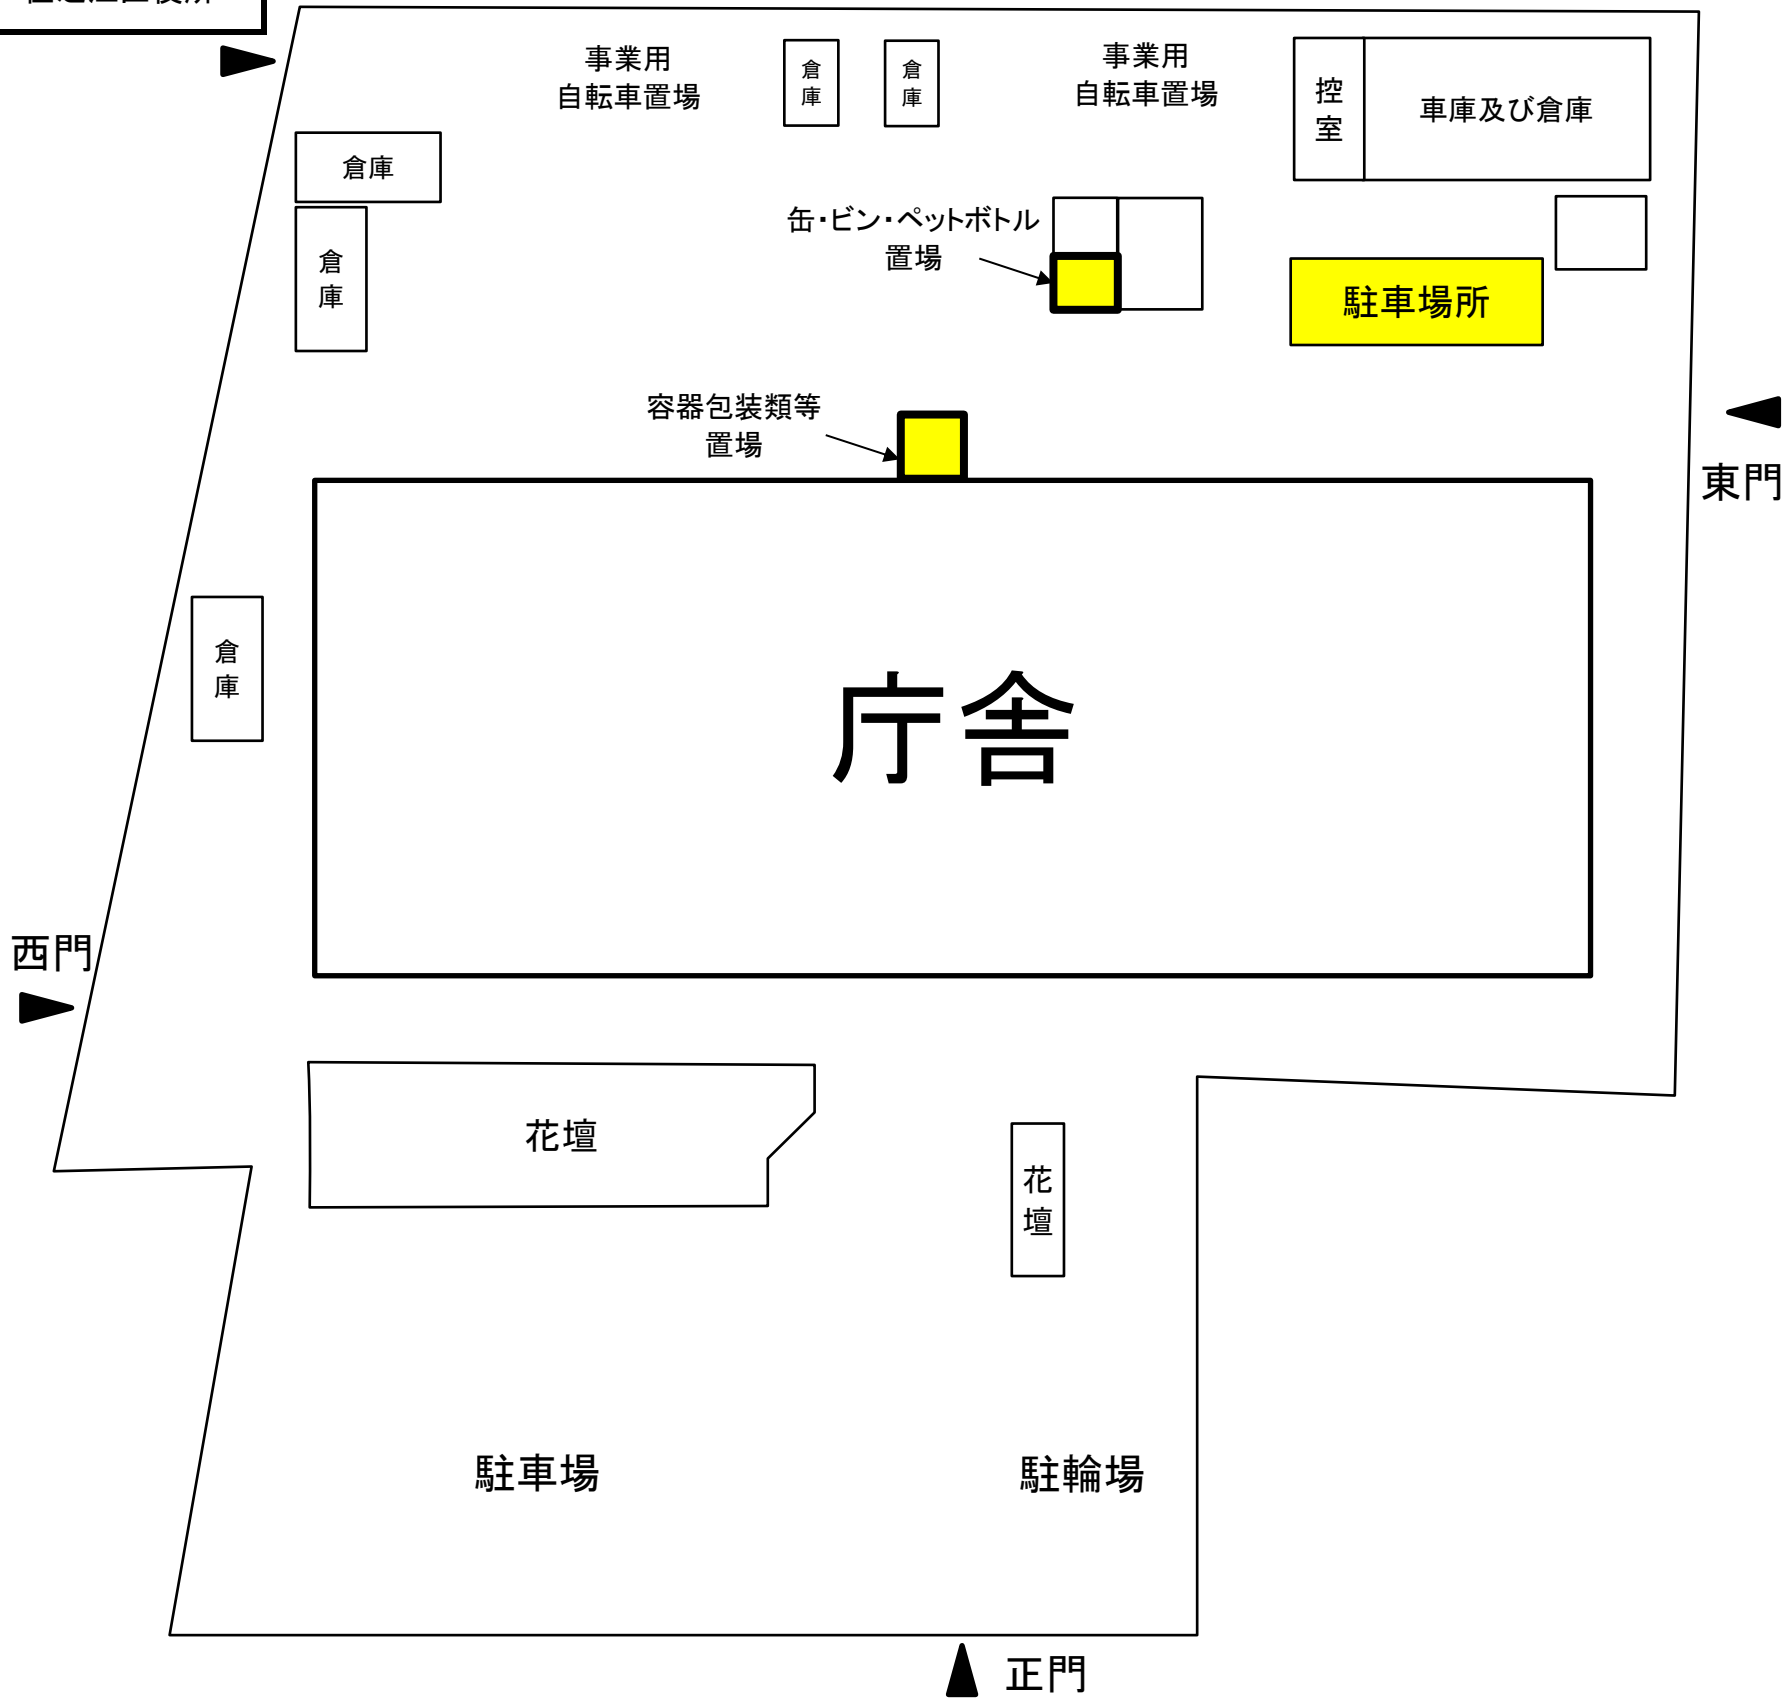 事業用
自転車置場
倉
庫
倉
庫
事業用
自転車置場
控
室
車庫及び倉庫
倉庫
倉
庫
缶・ビン・ペットボトル
置場
駐車場所
容器包装類等
置場
東門
倉
庫
庁舎
西門
花壇
花
壇
駐車場
駐輪場
正門